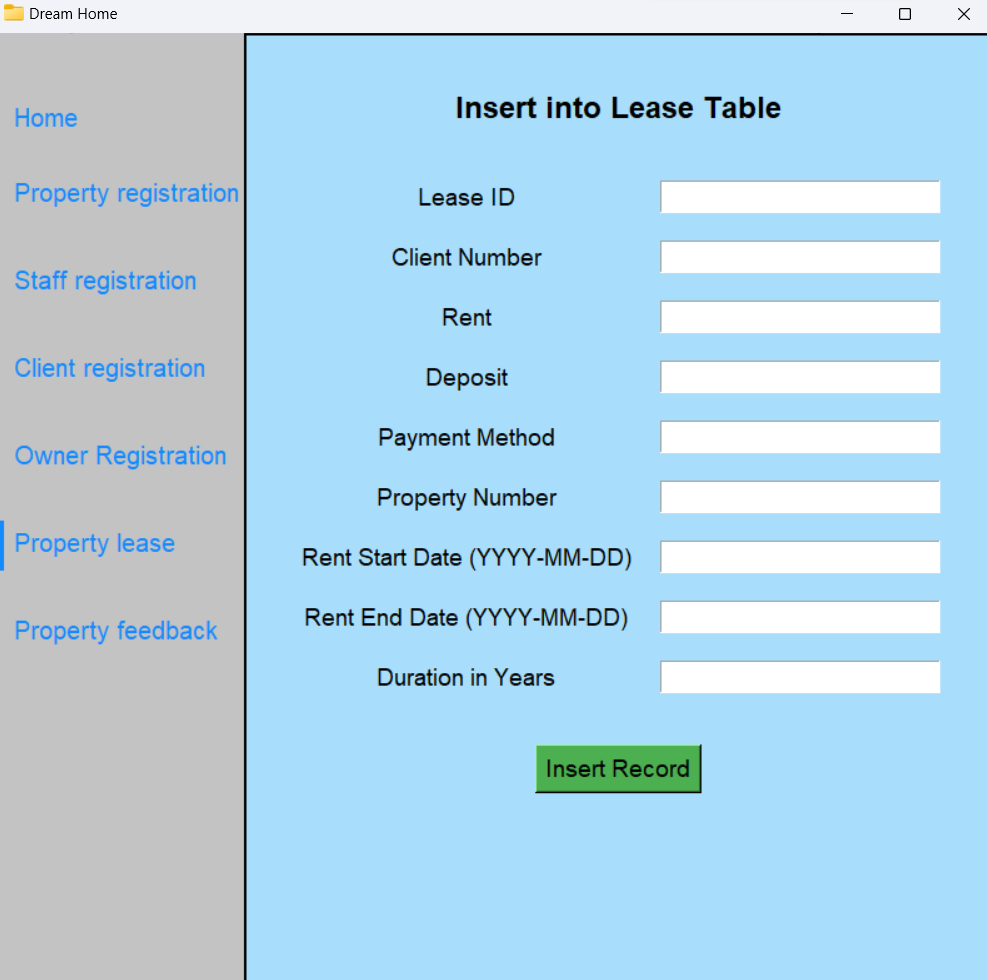 Dream Home
Home
Property registration
Staff registration
Client registration
Owner Registration
Property lease
Property feedback
Insert into Lease Table
Lease ID
Client Number
Rent
Deposit
Payment Method
Property Number
Rent Start Date (YYYY-MM-DD)
Rent End Date (YYYY-MM-DD)
Duration in Years
Insert Record